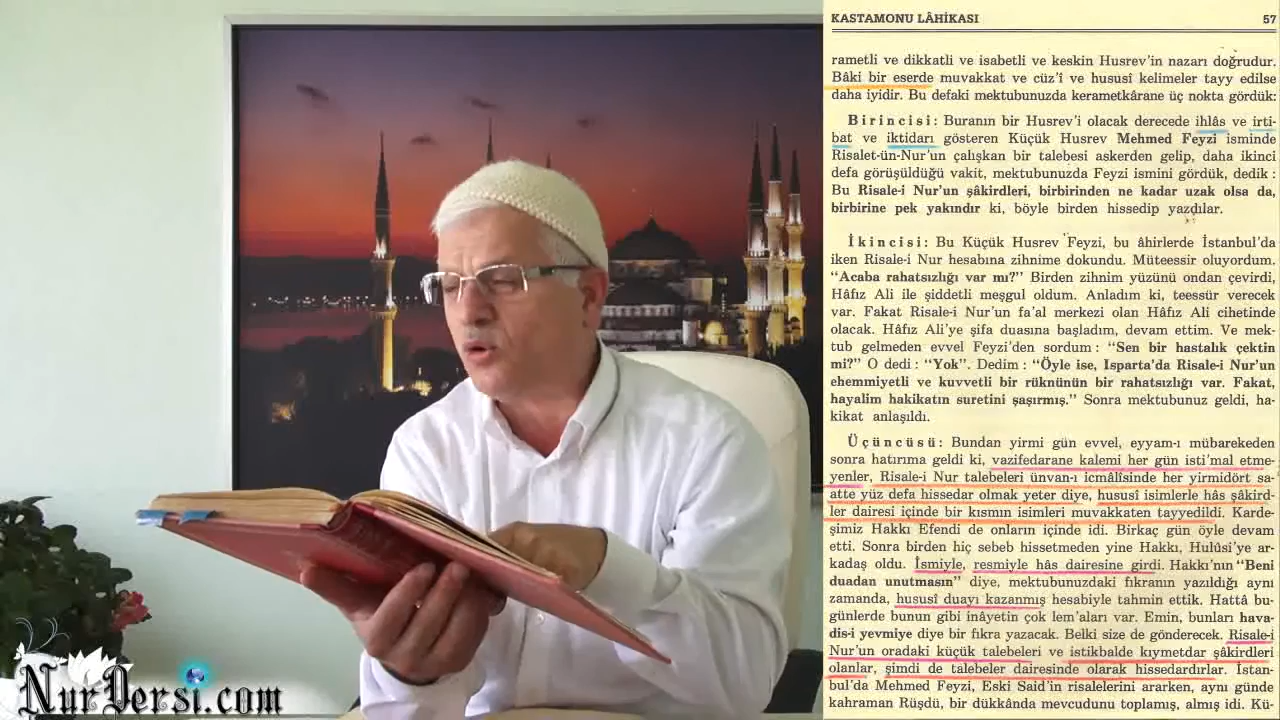 KASTAMONU LÂHİKASI 57
rametli ve dikkatli ve isabetli ve keskin Husrev'in nazarı doğrudur.
Bâki bir eserde muvakkat ve cüz'î ve hususî kelimeler tayy edilse
daha iyidir. Bu defaki mektubunuzda kerametkârane üç nokta gördük:
Birincisi: Buranın bir Husrev'i olacak derecede ihlâs ve irti-
bat ve iktidarı gösteren Küçük Husrev Mehmed Feyzi isminde
Risalet-ün-Nur'un çalışkan bir talebesi askerden gelip, daha ikinci
defa görüşüldüğü vakit, mektubunuzda Feyzi ismini gördük, dedik:
Bu Risale-i Nur'un şâkirdleri, birbirinden ne kadar uzak olsa da,
birbirine pek yakındır ki, böyle birden hissedip yazdılar.
İkincisi: Bu Küçük Husrev Feyzi, bu âhirlerde İstanbul'da
iken Risale-i Nur hesabına zihnime dokundu. Müteessir oluyordum.
"Acaba rahatsızlığı var mı?" Birden zihnim yüzünü ondan çevirdi,
Hâfız Ali ile şiddetli meşgul oldum. Anladım ki, teessür verecek
var. Fakat Risale-i Nur'un fa'al merkezi olan Hâfız Ali cihetinde
olacak. Hâfız Ali'ye şifa duasına başladım, devam ettim. Ve mek-
tub gelmeden evvel Feyzi'den sordum: "Sen bir hastalık çektin
mi?" O dedi: "Yok". Dedim: "Öyle ise, Isparta'da Risale-i Nur'un
ehemmiyetli ve kuvvetli bir rüknünün bir rahatsızlığı var. Fakat,
hayalim hakikatın suretini şaşırmış." Sonra mektubunuz geldi, ha-
kikat anlaşıldı.
Üçüncüsü: Bundan yirmi gün evvel, eyyam-ı mübarekeden
sonra hatırıma geldi ki, vazifedarane kalemi her gün isti'mal etme-
yenler, Risale-i Nur talebeleri ünvan-ı icmâlîsinde her yirmidört sa-
atte yüz defa hissedar olmak yeter diye, hususî isimlerle hâs şâkird-
ler dairesi içinde bir kısmın isimleri muvakkaten tayyedildi. Karde-
şimiz Hakkı Efendi de onların içinde idi. Birkaç gün öyle devam
etti. Sonra birden hiç sebeb hissetmeden yine Hakkı, Hulûsi'ye ar-
kadaş oldu. İsmiyle, resmiyle hâs dairesine girdi. Hakkı'nın "Beni
duadan unutmasın" diye, mektubunuzdaki fıkranın yazıldığı aynı
zamanda, hususî duayı kazanmış hesabiyle tahmin ettik. Hattâ bu-
günlerde bunun gibi inâyetin çok lem'aları var. Emin, bunları hava-
dis-i yevmiye diye bir fıkra yazacak. Belki size de gönderecek. Risale-i
Nur'un oradaki küçük talebeleri ve istikbalde kıymetdar şâkirdleri
olanlar, şimdi de talebeler dairesinde olarak hissedardırlar. İstan-
bul'da Mehmed Feyzi, Eski Said'in risalelerini ararken, aynı günde
kahraman Rüşdü, bir dükkânda mevcudunu toplamış, almış idi. Kü-
NurDersi.com